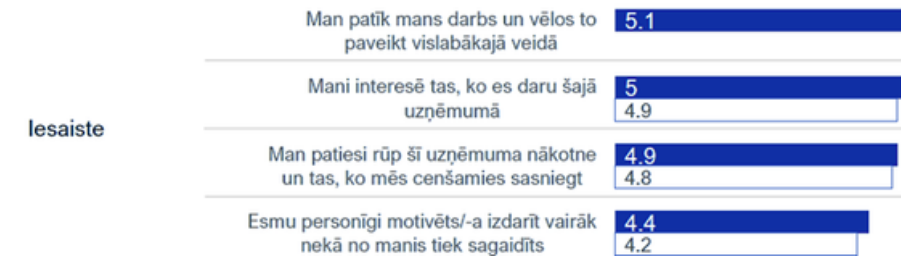 Man patīk mans darbs un vēlos to
paveikt vislabākajā veidā
5.1
Mani interesē tas, ko es daru šajā
uzņēmumā
5
4.9
Iesaiste
Man patiesi rūp šī uzņēmuma nākotne
un tas, ko mēs cenšamies sasniegt
4.9
4.8
Esmu personīgi motivēts/-a izdarīt vairāk
nekā no manis tiek sagaidīts
4.4
4.2